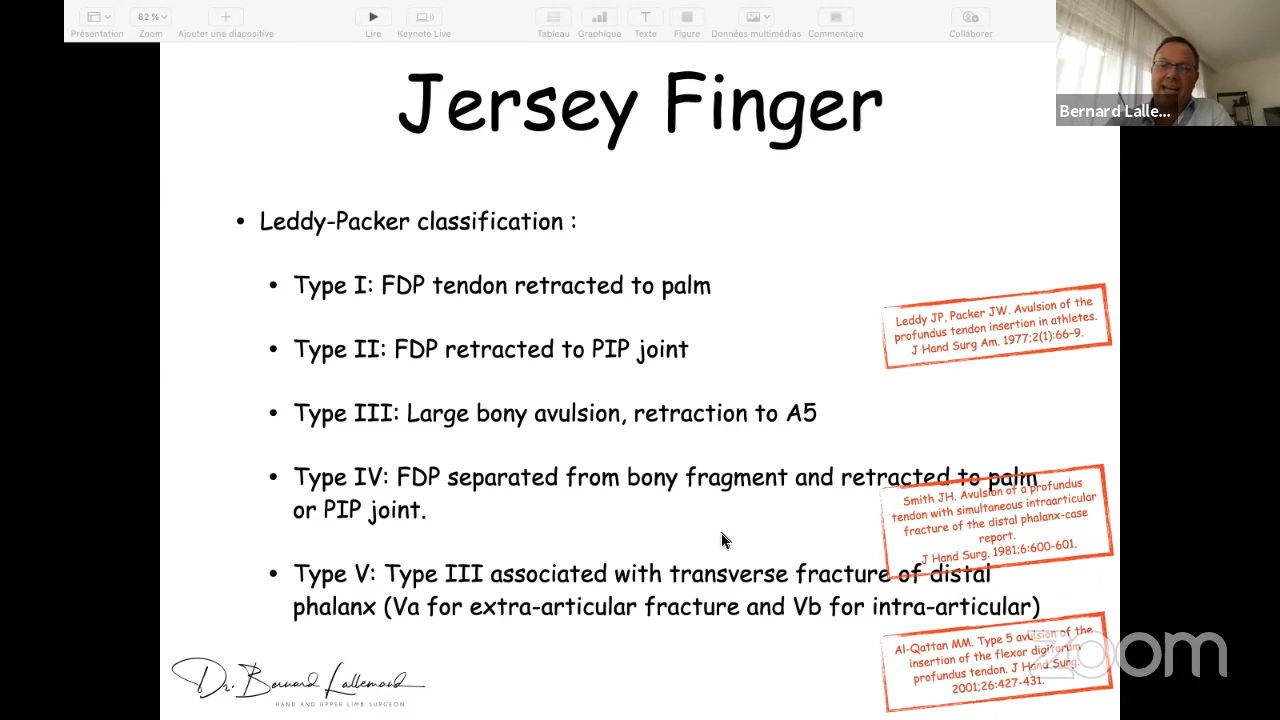 82 %
Présentation Zoom Ajouter une diapositive Lire Keynote Live Tableau Graphique Texte Figure Données multimédias Commentaire Collaborer
Bernard Lalle...
Jersey Finger
• Leddy-Packer classification :
• Type I: FDP tendon retracted to palm
• Type II: FDP retracted to PIP joint
• Type III: Large bony avulsion, retraction to A5
• Type IV: FDP separated from bony fragment and retracted to palm
or PIP joint.
• Type V: Type III associated with transverse fracture of distal
phalanx (Va for extra-articular fracture and Vb for intra-articular)
Leddy JP, Packer JW. Avulsion of the
profundus tendon insertion in athletes.
J Hand Surg Am. 1977;2(1):66-9.
Smith JH. Avulsion of a profundus
tendon with simultaneous intraarticular
fracture of the distal phalanx-case
report.
J Hand Surg. 1981;6:600-601.
Al-Qattan MM. Type 5 avulsion of the
insertion of the flexor digitorum
profundus tendon. J Hand Surg.
2001;26:427-431.
Dr. Bernard Lallemand
HAND AND UPPER LIMB SURGEON
zoom